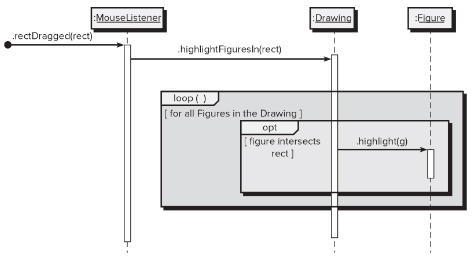 :MouseListener
:Drawing
:Figure
.rectDragged(rect)
.highlightFiguresIn(rect)
loop ( )
[ for all Figures in the Drawing ]
opt
[ figure intersects
rect ]
.highlight(g)